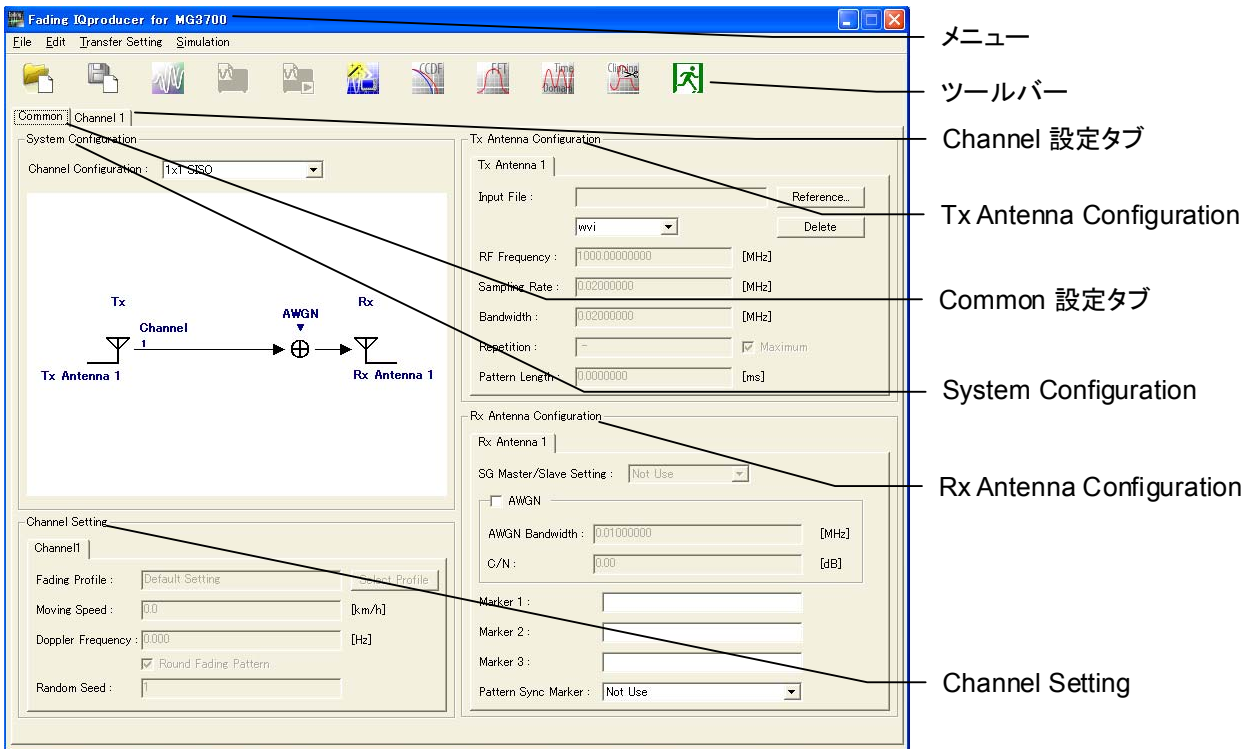 Fading IQproducer for MG3700
File Edit Transfer Setting Simulation
CCDF FFT Time Domain Clipping
Common Channel 1
System Configuration
Channel Configuration : 1x1 SISO
Tx
Channel
1
AWGN
Rx
Tx Antenna 1
Rx Antenna 1
Channel Setting
Channel1
Fading Profile : Default Setting Select Profile
Moving Speed : 0.0 [km/h]
Doppler Frequency : 0.000 [Hz]
Round Fading Pattern
Random Seed : 1
Tx Antenna Configuration
Tx Antenna 1
Input File : Reference...
wvi Delete
RF Frequency : 1000.00000000 [MHz]
Sampling Rate : 0.02000000 [MHz]
Bandwidth : 0.02000000 [MHz]
Repetition : - Maximum
Pattern Length : 0.0000000 [ms]
Rx Antenna Configuration
Rx Antenna 1
SG Master/Slave Setting : Not Use
AWGN
AWGN Bandwidth : 0.01000000 [MHz]
C/N : 0.00 [dB]
Marker 1 :
Marker 2 :
Marker 3 :
Pattern Sync Marker : Not Use
メニュー
ツールバー
Channel 設定タブ
Tx Antenna Configuration
Common 設定タブ
System Configuration
Rx Antenna Configuration
Channel Setting